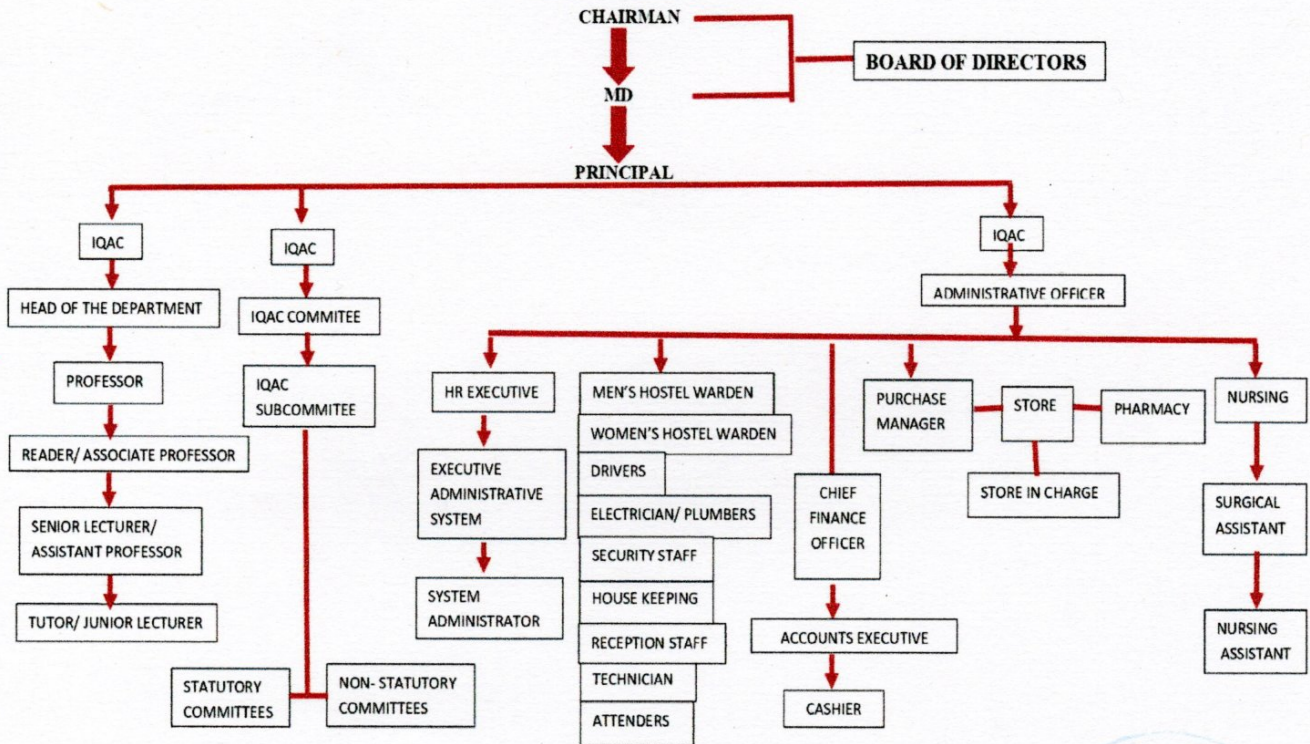 CHAIRMAN
BOARD OF DIRECTORS
MD
PRINCIPAL
IQAC
IQAC
IQAC
HEAD OF THE DEPARTMENT
IQAC COMMITEE
ADMINISTRATIVE OFFICER
PROFESSOR
IQAC
SUBCOMMITEE
HR EXECUTIVE
MEN'S HOSTEL WARDEN
PURCHASE
MANAGER
STORE
PHARMACY
NURSING
READER/ ASSOCIATE PROFESSOR
WOMEN'S HOSTEL WARDEN
EXECUTIVE
ADMINISTRATIVE
SYSTEM
DRIVERS
CHIEF
FINANCE
OFFICER
STORE IN CHARGE
SURGICAL
ASSISTANT
SENIOR LECTURER/
ASSISTANT PROFESSOR
ELECTRICIAN/ PLUMBERS
SECURITY STAFF
SYSTEM
ADMINISTRATOR
HOUSE KEEPING
TUTOR/ JUNIOR LECTURER
RECEPTION STAFF
ACCOUNTS EXECUTIVE
NURSING
ASSISTANT
STATUTORY
COMMITTEES
NON- STATUTORY
COMMITTEES
TECHNICIAN
CASHIER
ATTENDERS